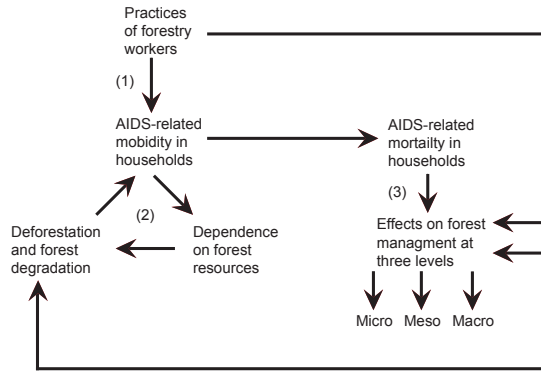 Practices
of forestry
workers
(1)
AIDS-related
mobidity in
households
AIDS-related
mortailty in
households
(3)
(2)
Deforestation
and forest
degradation
Dependence
on forest
resources
Effects on forest
managment at
three levels
Micro Meso Macro